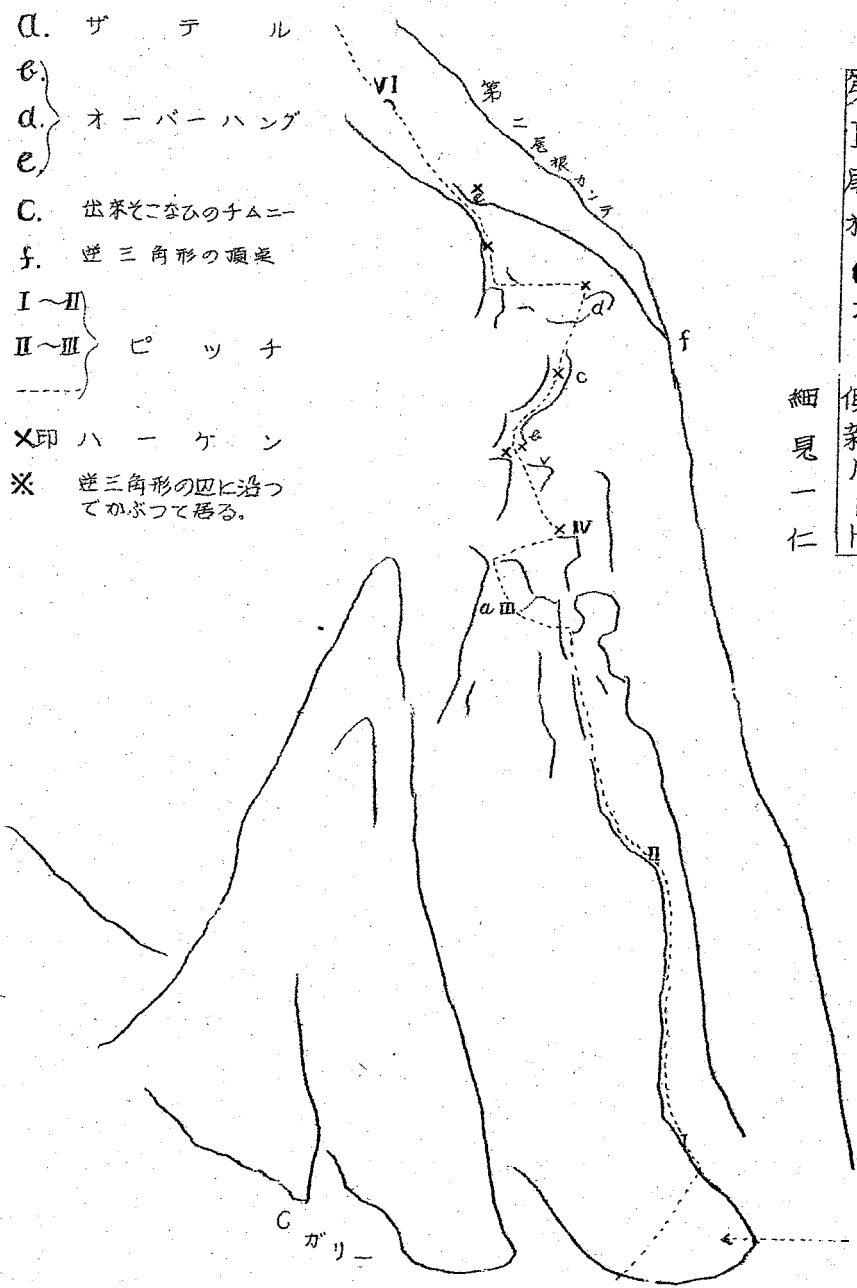 a. ザテル
b.
d. オーバーハング
e.
C. 出来そこなひのチムニー
f. 逆三角形の頂点
I～II
II～III ピッチ
×印 ハーケン
※ 逆三角形の辺に沿つ
てかぶつて居る。
VI
第二尾根カンテ
e
d
f
c
IV
a III
II
I
C ガリー
細見一仁